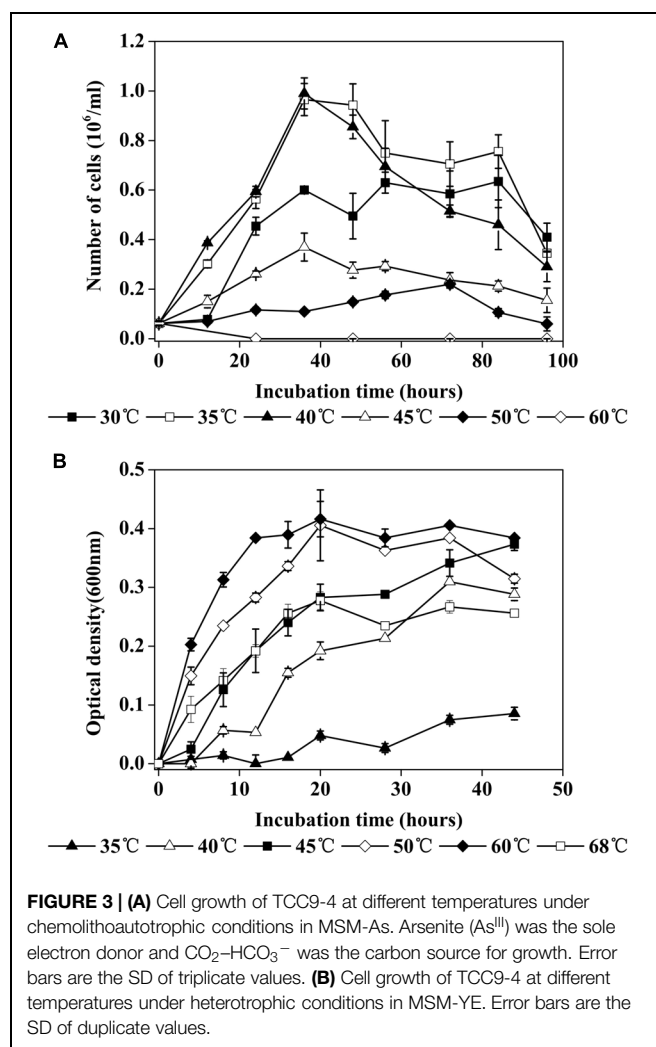 A
Number of cells (10⁶/ml)
1.2
1.0
0.8
0.6
0.4
0.2
0.0
0 20 40 60 80 100
Incubation time (hours)
30℃ 35℃ 40℃ 45℃ 50℃ 60℃
B
Optical density(600nm)
0.5
0.4
0.3
0.2
0.1
0.0
0 10 20 30 40 50
Incubation time (hours)
35℃ 40℃ 45℃ 50℃ 60℃ 68℃
FIGURE 3 | (A) Cell growth of TCC9-4 at different temperatures under
chemolithoautotrophic conditions in MSM-As. Arsenite (Asᴵᴵᴵ) was the sole
electron donor and CO₂–HCO₃⁻ was the carbon source for growth. Error
bars are the SD of triplicate values. (B) Cell growth of TCC9-4 at different
temperatures under heterotrophic conditions in MSM-YE. Error bars are the
SD of duplicate values.